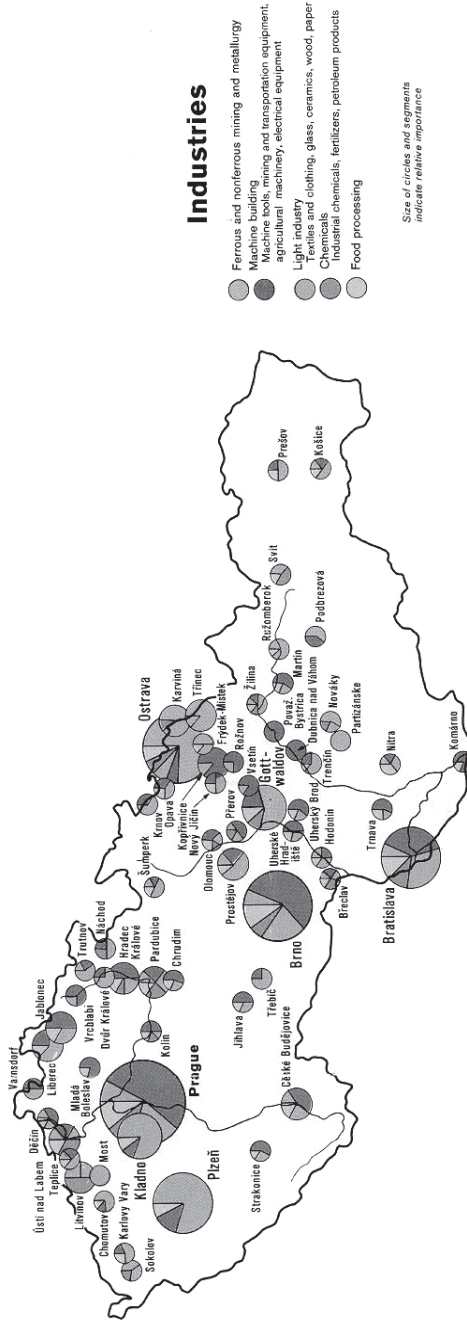 Industries
Ferrous and nonferrous mining and metallurgy
Machine building
Machine tools, mining and transportation equipment,
agricultural machinery, electrical equipment
Light industry
Textiles and clothing, glass, ceramics, wood, paper
Chemicals
Industrial chemicals, fertilizers, petroleum products
Food processing
Size of circles and segments
indicate relative importance
Varnsdorf
Děčín
Ústí nad Labem
Teplice
Litvínov
Most
Chomutov
Karlovy Vary
Sokolov
Kladno
Plzeň
Prague
Strakonice
České Budějovice
Liberec
Jablonec
Mladá
Boleslav
Vrchlabí
Trutnov
Dvůr Králové
Náchod
Hradec
Králové
Pardubice
Chrudim
Kolín
Jihlava
Třebíč
Šumperk
Krnov
Opava
Ostrava
Karviná
Třinec
Frýdek-Místek
Kopřivnice
Nový Jičín
Rožnov
Přerov
Olomouc
Vsetín
Prostějov
Gott-
waldov
Brno
Uherské
Hrad-
iště
Uherský Brod
Hodonín
Břeclav
Bratislava
Trnava
Žilina
Martin
Považ.
Bystrica
Dubnica nad Váhom
Trenčín
Nováky
Partizánske
Nitra
Komárno
Ružomberok
Svit
Podbrezová
Prešov
Košice